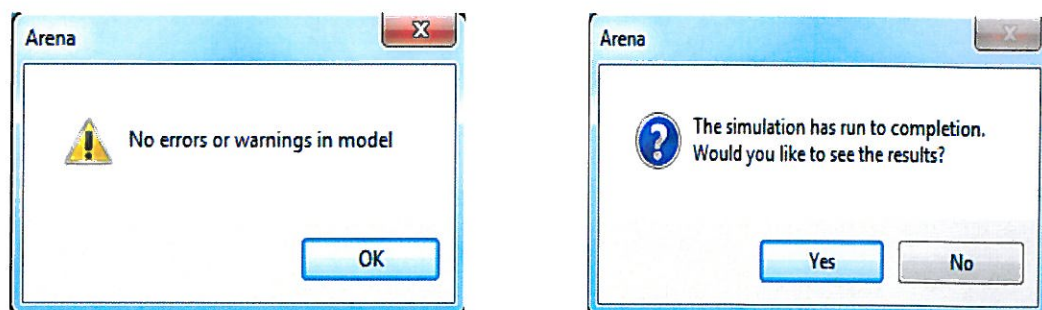 Arena
No errors or warnings in model
OK
Arena
The simulation has run to completion.
Would you like to see the results?
Yes
No